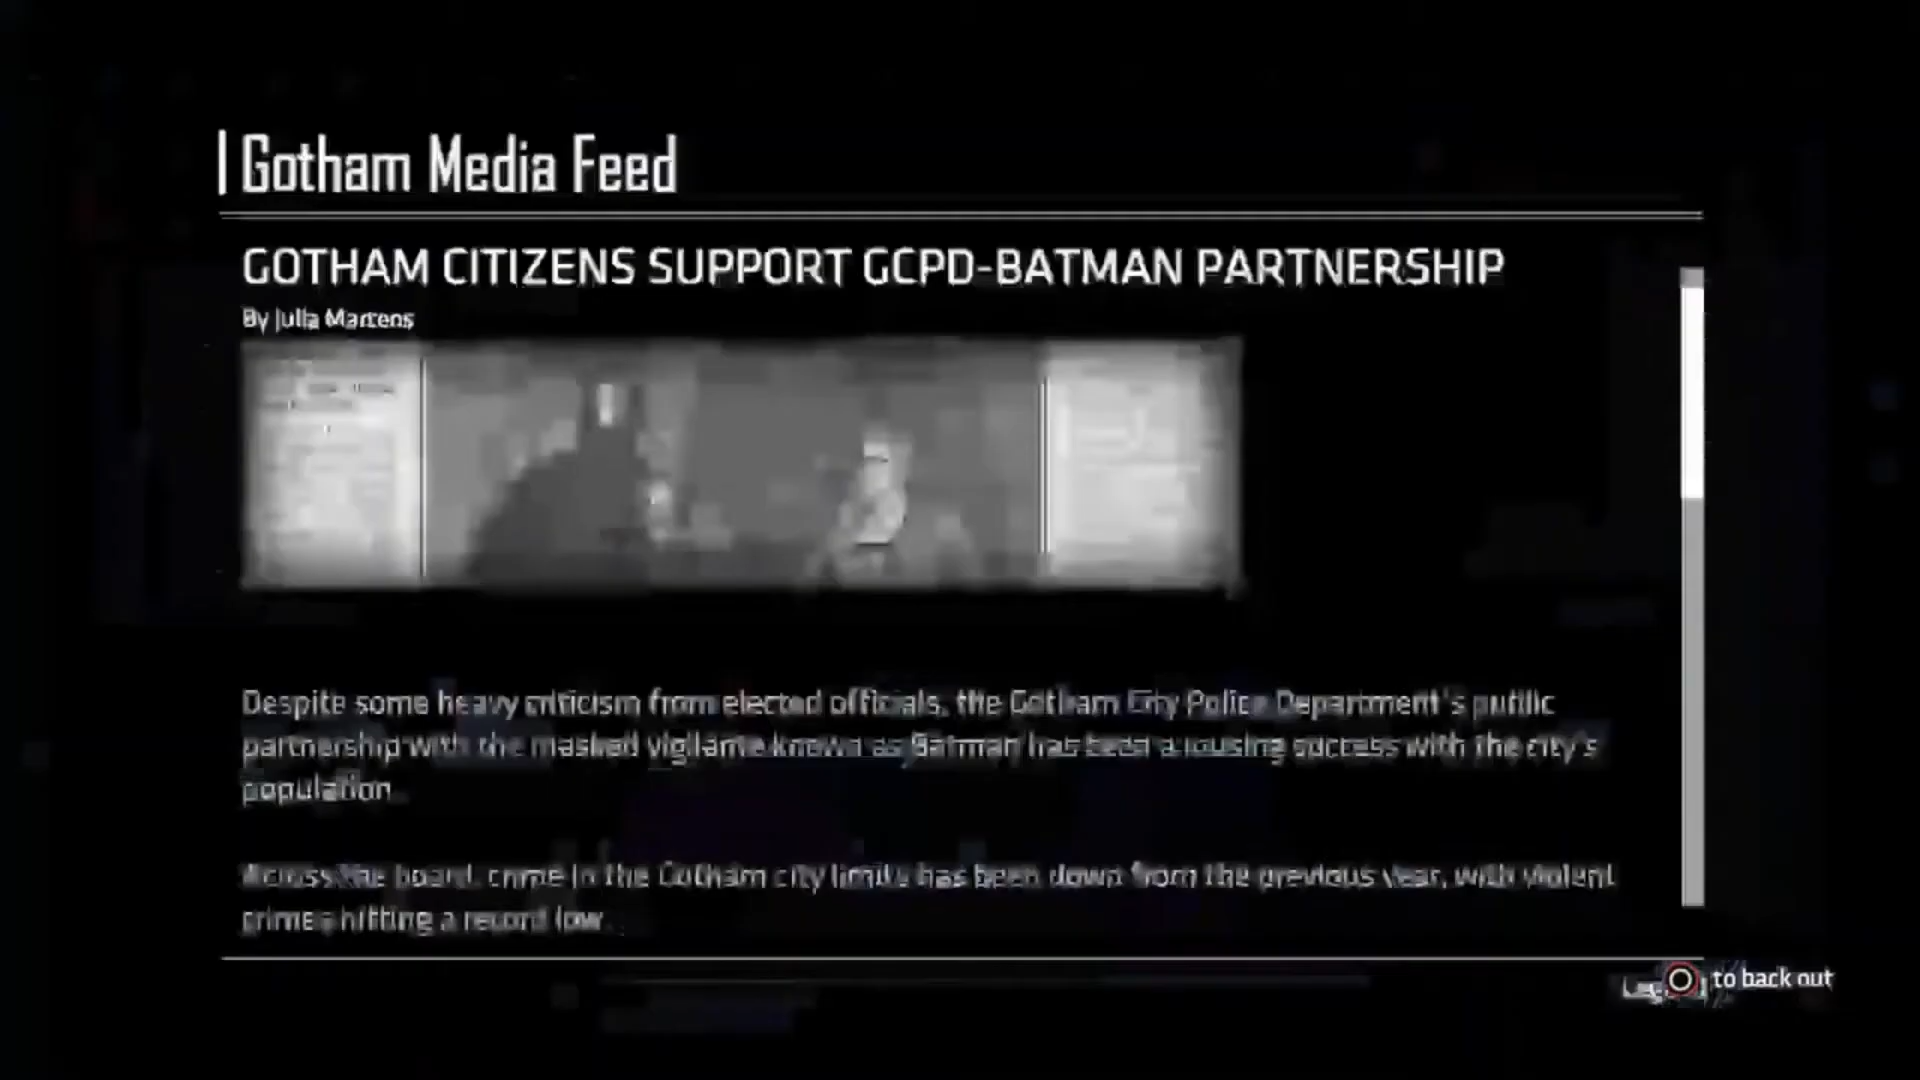 Gotham Media Feed
GOTHAM CITIZENS SUPPORT GCPD-BATMAN PARTNERSHIP
By Julia Martens
Despite some heavy criticism from elected officials, the Gotham City Police Department's public
partnership with the masked vigilante known as Batman has been a rousing success with the city's
population.
Across the board, crime in the Gotham city limits has been down from the previous year, with violent
crimes hitting a record low.
to back out